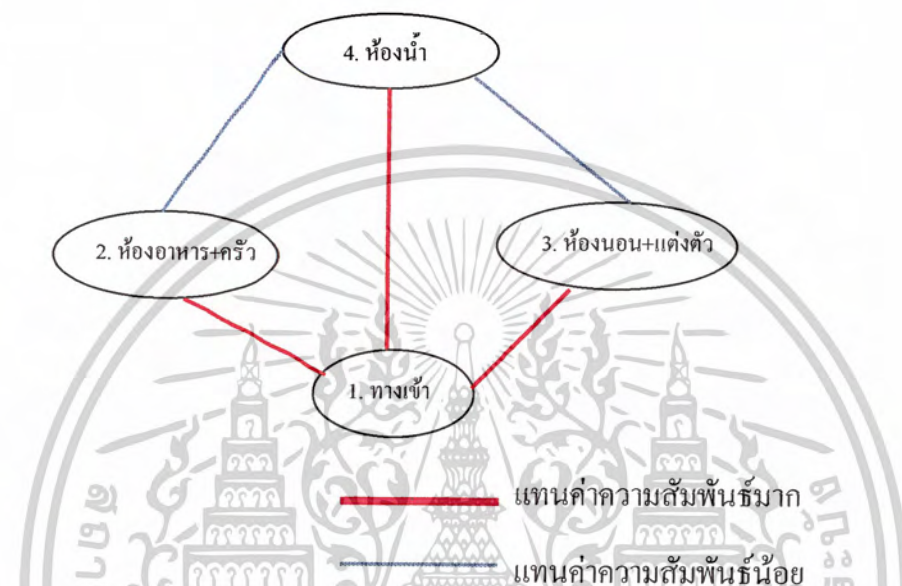 4. ห้องน้ำ
2. ห้องอาหาร+ครัว
3. ห้องนอน+แต่งตัว
1. ทางเข้า
แทนค่าความสัมพันธ์มาก
แทนค่าความสัมพันธ์น้อย